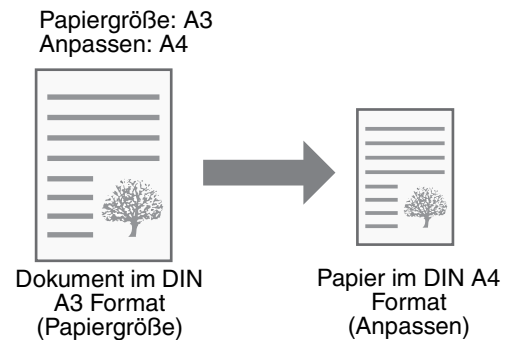 Papiergröße: A3
Anpassen: A4
Dokument im DIN
A3 Format
(Papiergröße)
Papier im DIN A4
Format
(Anpassen)